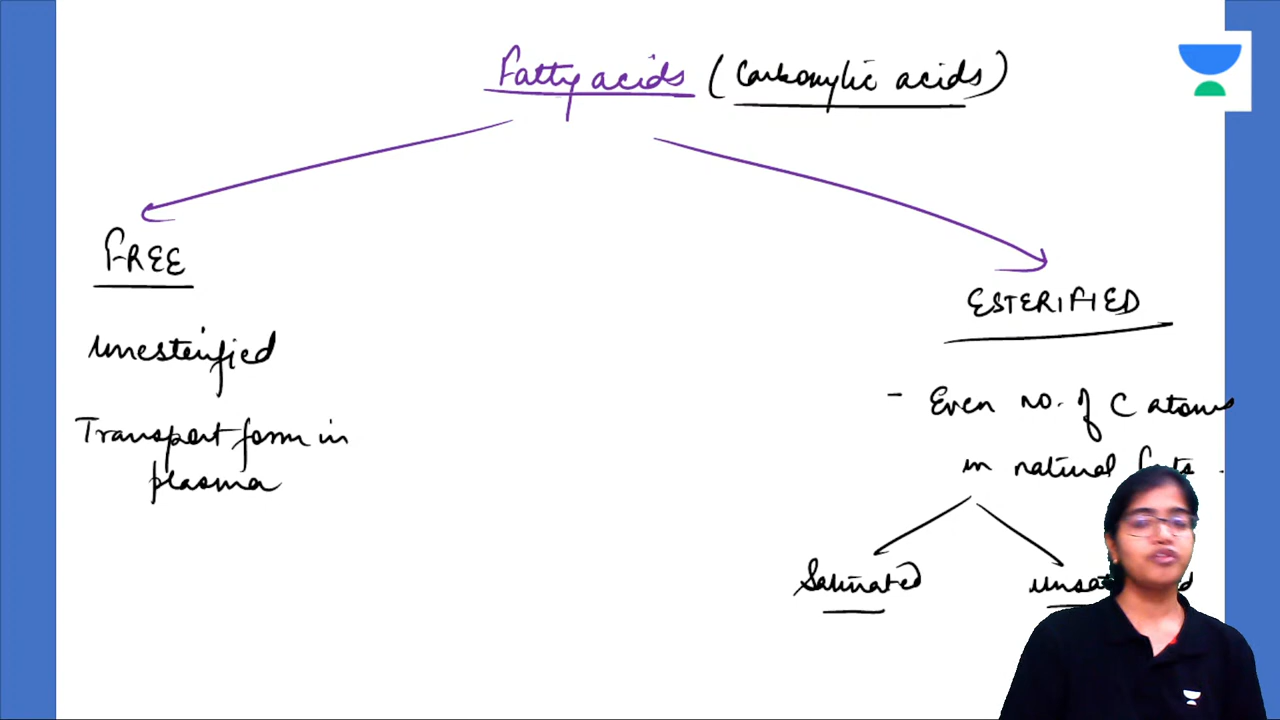 Fatty acids (Carboxylic acids)
FREE
Unesterified
Transport form in
plasma
ESTERIFIED
- Even no. of C atoms
in natural
Saturated